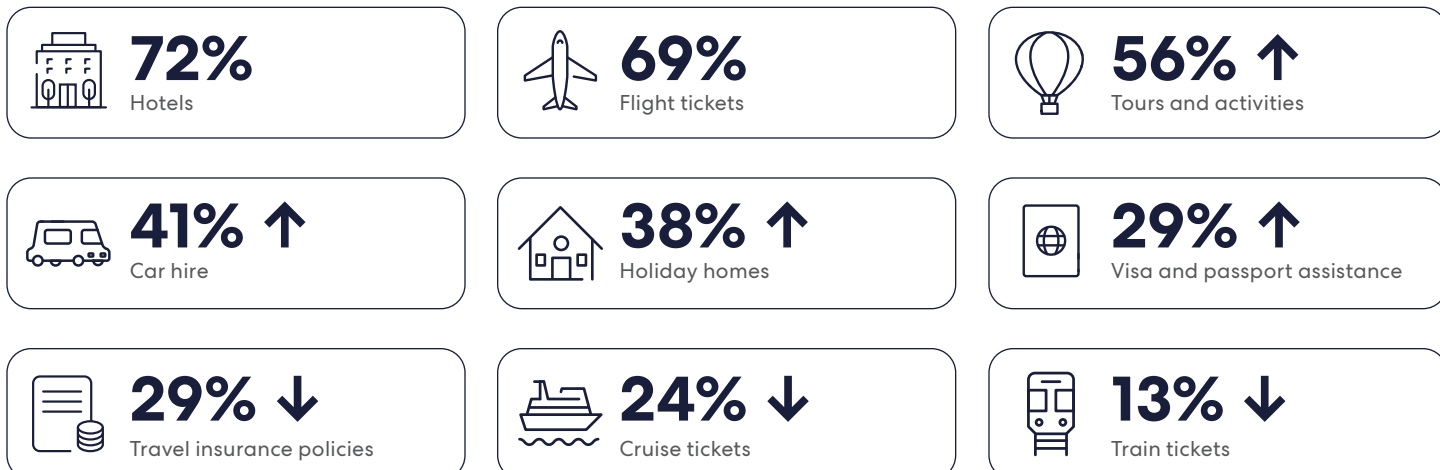 72%
Hotels
69%
Flight tickets
56% ↑
Tours and activities
41% ↑
Car hire
38% ↑
Holiday homes
29% ↑
Visa and passport assistance
29% ↓
Travel insurance policies
24% ↓
Cruise tickets
13% ↓
Train tickets